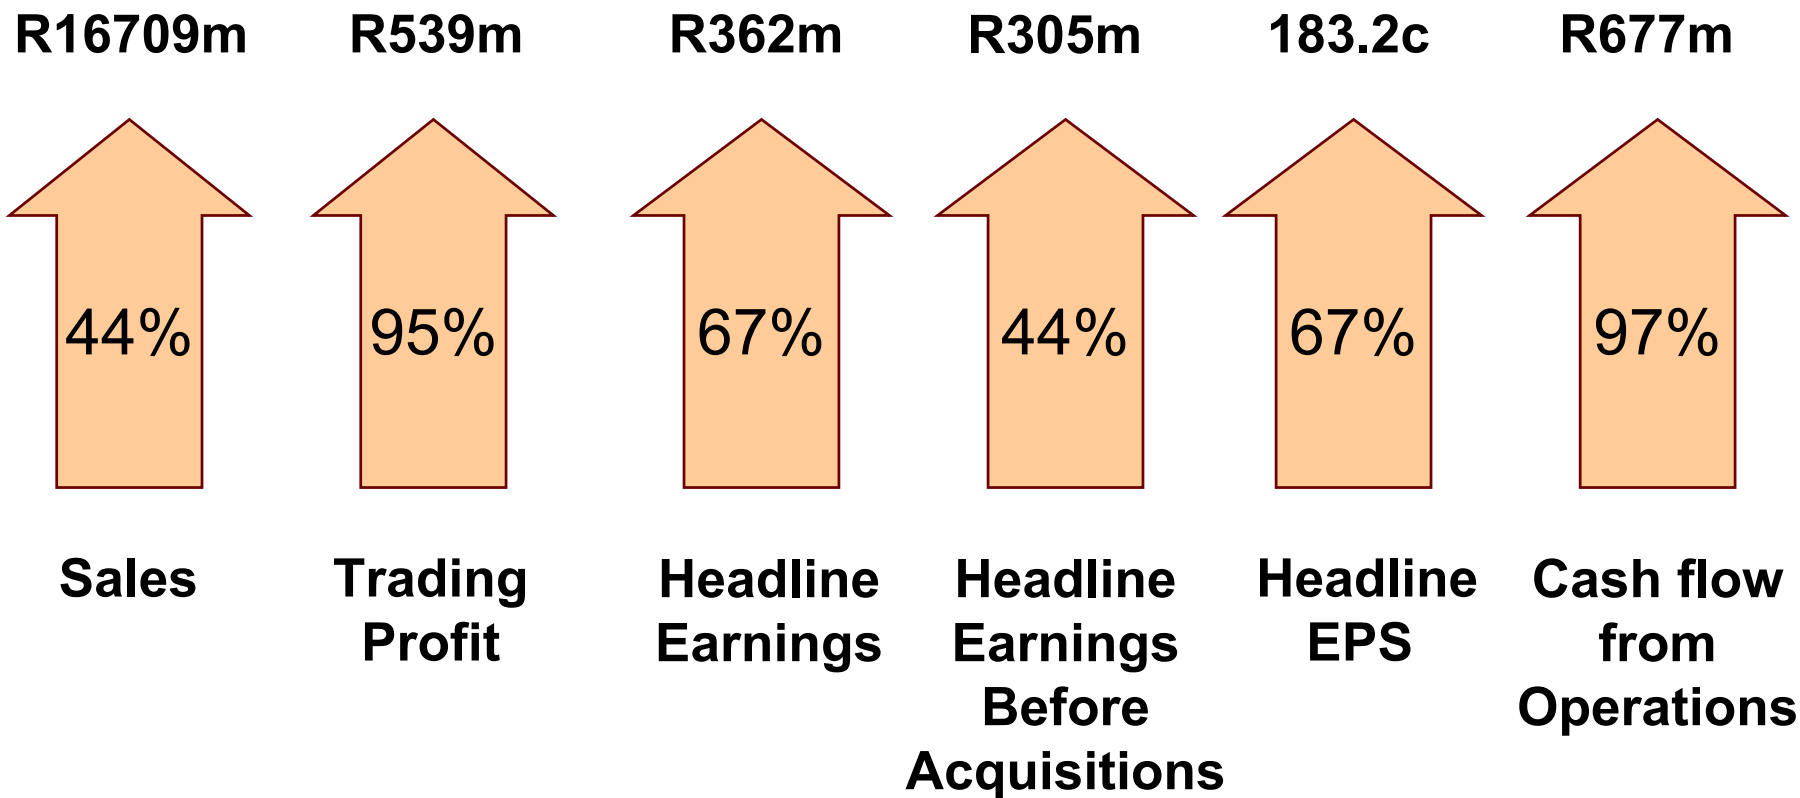 R16709m R539m R362m R305m 183.2c R677m
44% 95% 67% 44% 67% 97%
Sales Trading Headline Headline Headline Cash flow
Profit Earnings Earnings EPS from
Before Operations
Acquisitions